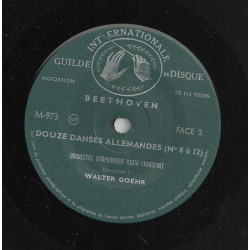 GUILDE INTERNATIONALE du DISQUE
MICROSILLON
33 1/3 TOURS
BEETHOVEN
M-973
FACE 2
DOUZE DANSES ALLEMANDES (Nº 8 à 12)
ORCHESTRE SYMPHONIQUE RADIO FRANCFORT
(Direction)
WALTER GOEHR